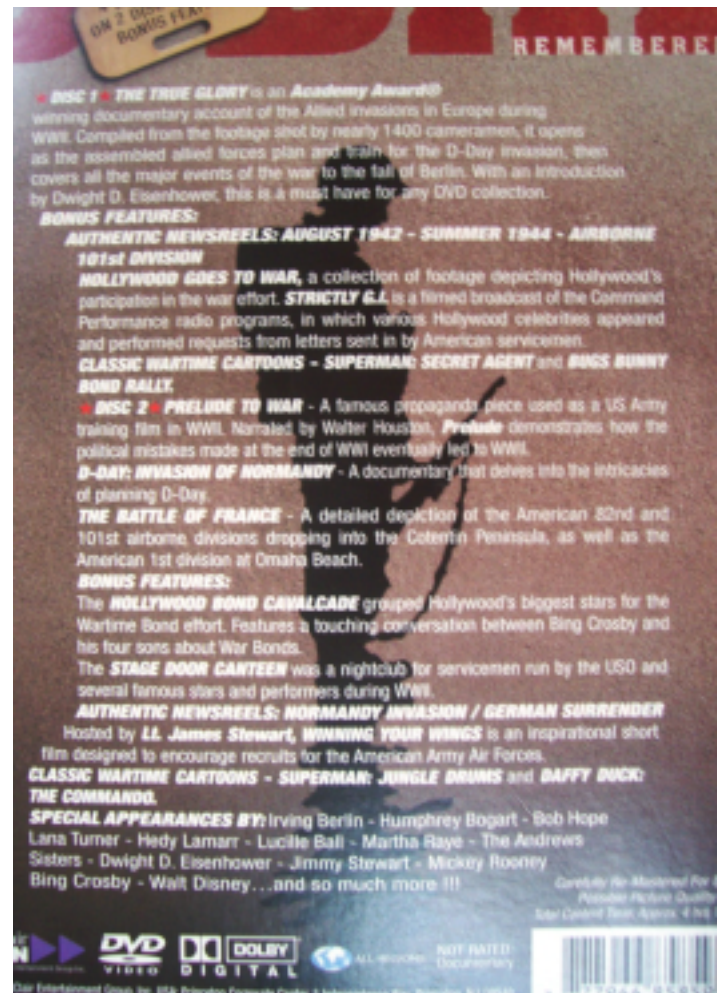 ON 2 DISCS
BONUS FEAT
REMEMBERE
DISC 1 THE TRUE GLORY is an Academy Award®
winning documentary account of the Allied invasions in Europe during
WWII. Compiled from the footage shot by nearly 1400 cameramen, it opens
as the assembled allied forces plan and train for the D-Day invasion, then
covers all the major events of the war to the fall of Berlin. With an introduction
by Dwight D. Eisenhower, this is a must have for any DVD collection.
BONUS FEATURES:
AUTHENTIC NEWSREELS: AUGUST 1942 - SUMMER 1944 - AIRBORNE
101st DIVISION
HOLLYWOOD GOES TO WAR, a collection of footage depicting Hollywood's
participation in the war effort. STRICTLY G.I. is a filmed broadcast of the Command
Performance radio programs, in which various Hollywood celebrities appeared
and performed requests from letters sent in by American servicemen.
CLASSIC WARTIME CARTOONS - SUPERMAN: SECRET AGENT and BUGS BUNNY
BOND RALLY.
DISC 2 PRELUDE TO WAR - A famous propaganda piece used as a US Army
training film in WWII. Narrated by Walter Houston, Prelude demonstrates how the
political mistakes made at the end of WWI eventually led to WWII.
D-DAY: INVASION OF NORMANDY - A documentary that delves into the intricacies
of planning D-Day.
THE BATTLE OF FRANCE - A detailed depiction of the American 82nd and
101st airborne divisions dropping into the Cotentin Peninsula, as well as the
American 1st division at Omaha Beach.
BONUS FEATURES:
The HOLLYWOOD BOND CAVALCADE grouped Hollywood's biggest stars for the
Wartime Bond effort. Features a touching conversation between Bing Crosby and
his four sons about War Bonds.
The STAGE DOOR CANTEEN was a nightclub for servicemen run by the USO and
several famous stars and performers during WWII.
AUTHENTIC NEWSREELS: NORMANDY INVASION / GERMAN SURRENDER
Hosted by Lt. James Stewart, WINNING YOUR WINGS is an inspirational short
film designed to encourage recruits for the American Army Air Forces.
CLASSIC WARTIME CARTOONS - SUPERMAN: JUNGLE DRUMS and DAFFY DUCK:
THE COMMANDO.
SPECIAL APPEARANCES BY: Irving Berlin - Humphrey Bogart - Bob Hope
Lana Turner - Hedy Lamarr - Lucille Ball - Martha Raye - The Andrews
Sisters - Dwight D. Eisenhower - Jimmy Stewart - Mickey Rooney
Bing Crosby - Walt Disney...and so much more !!!
Carefully Re-Mastered For
Possible Picture Quality
Total Content Time: Approx. 4 hrs
DVD VIDEO
DOLBY DIGITAL
ALL REGIONS
NOT RATED
Documentary
Entertainment Group, Inc.